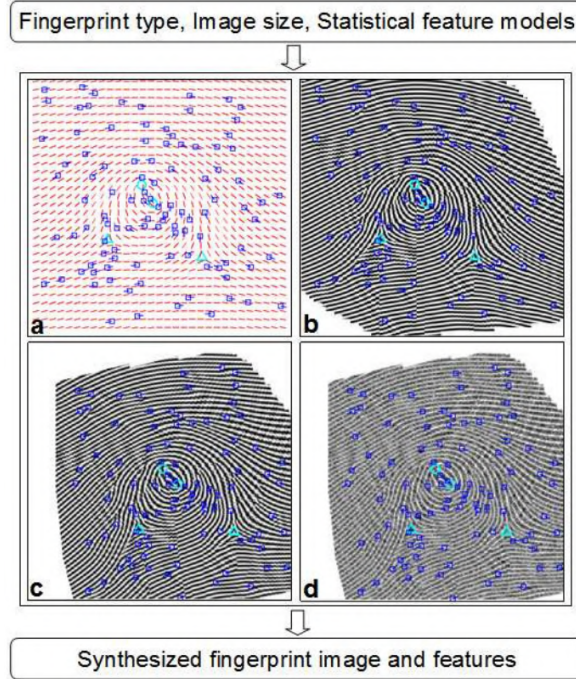 Fingerprint type, Image size, Statistical feature models
a
b
c
d
Synthesized fingerprint image and features